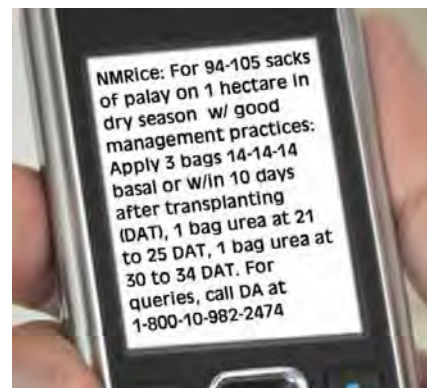 NMRice: For 94-105 sacks
of palay on 1 hectare in
dry season w/ good
management practices:
Apply 3 bags 14-14-14
basal or w/in 10 days
after transplanting
(DAT), 1 bag urea at 21
to 25 DAT, 1 bag urea at
30 to 34 DAT. For
queries, call DA at
1-800-10-982-2474